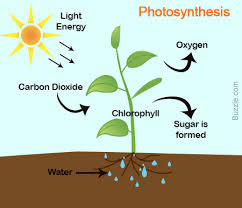 Photosynthesis
Light
Energy
Oxygen
Carbon Dioxide
Chlorophyll
Sugar is
formed
Water
Buzzle.com